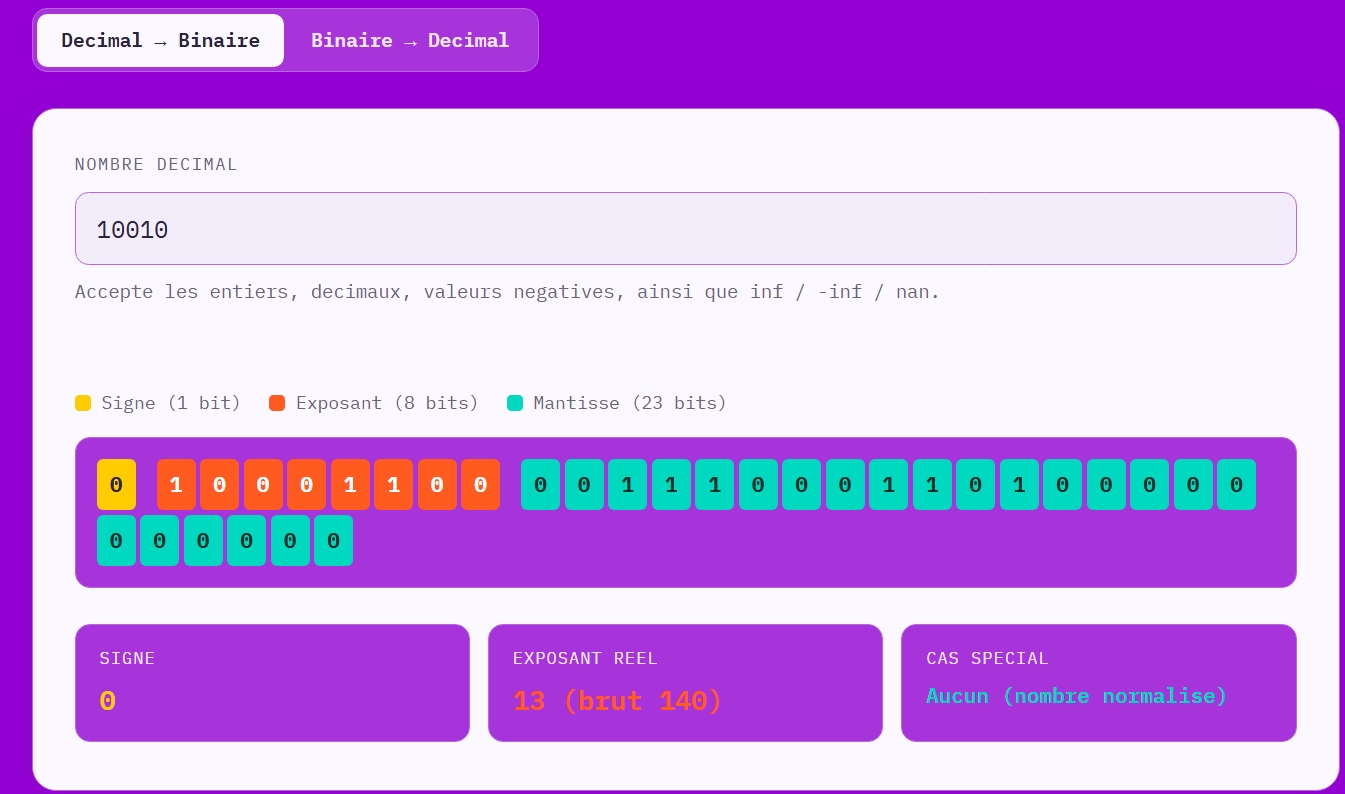 Decimal → Binaire Binaire → Decimal
NOMBRE DECIMAL
10010
Accepte les entiers, decimaux, valeurs negatives, ainsi que inf / -inf / nan.
Signe (1 bit) Exposant (8 bits) Mantisse (23 bits)
0 1 0 0 0 1 1 0 0 0 0 1 1 1 0 0 0 1 1 0 1 0 0 0 0 0
0 0 0 0 0 0
SIGNE EXPOSANT REEL CAS SPECIAL
0 13 (brut 140) Aucun (nombre normalise)